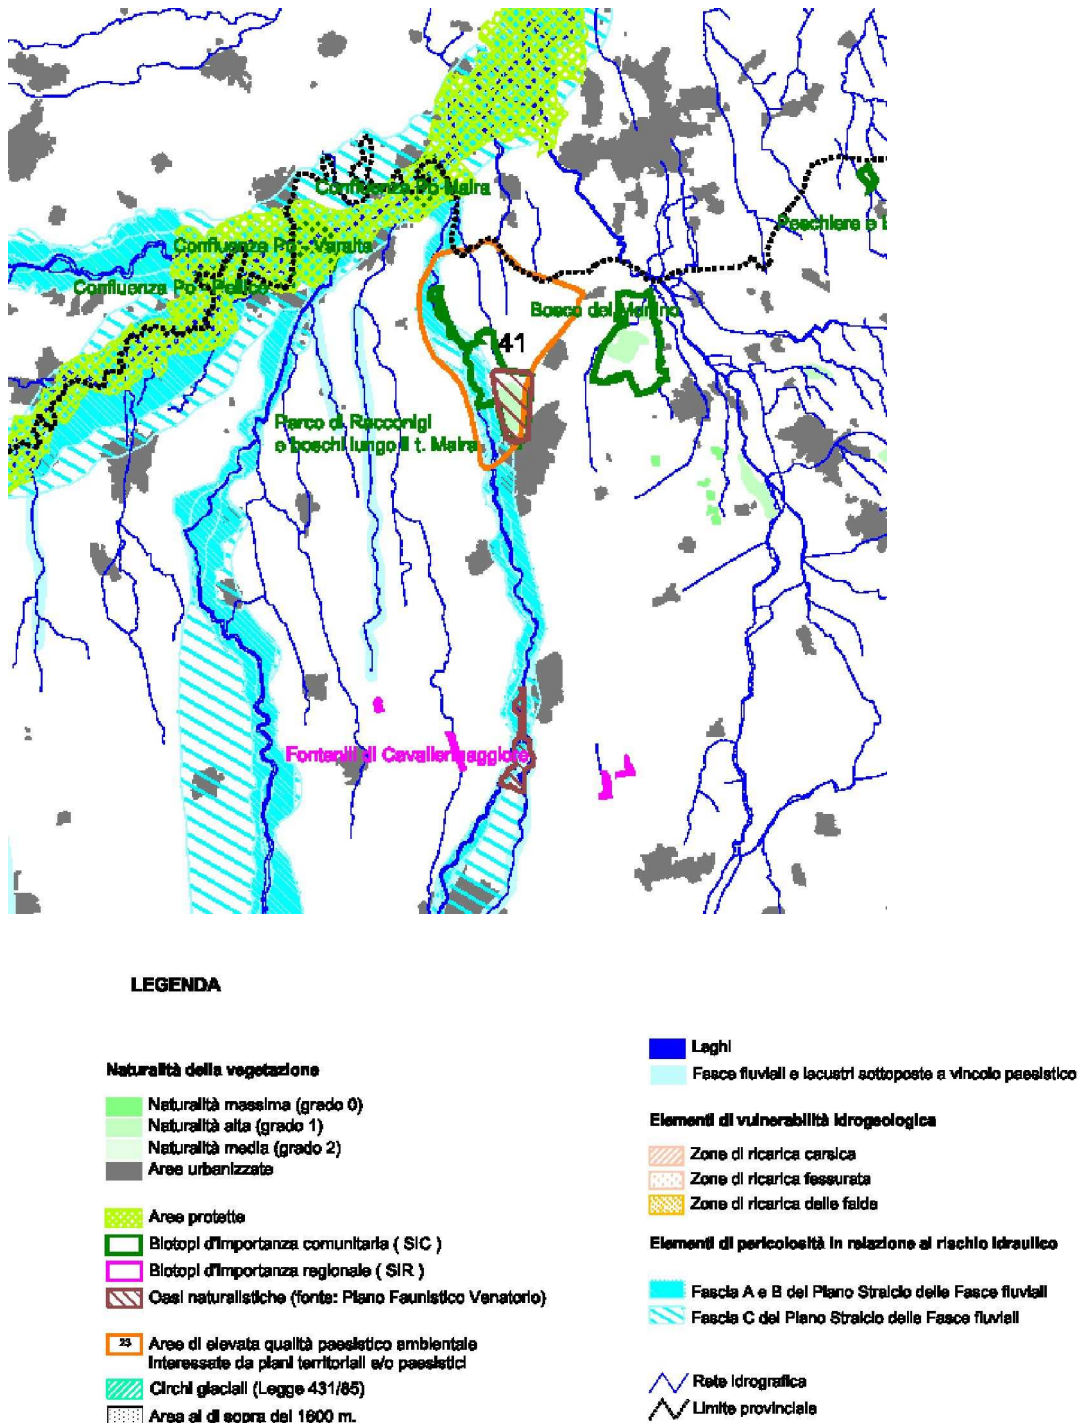 Confluenza Po Maira
Peschiere e
Confluenza Po - Varaita
Confluenza Po - Pellice
Bosco del Merlino
41
Parco di Racconigi
e boschi lungo il t. Maira
Fontanili di Cavallermaggiore
LEGENDA
Naturalità della vegetazione
Naturalità massima (grado 0)
Naturalità alta (grado 1)
Naturalità media (grado 2)
Aree urbanizzate
Aree protette
Biotopi d'importanza comunitaria ( SIC )
Biotopi d'importanza regionale ( SIR )
Oasi naturalistiche (fonte: Piano Faunistico Venatorio)
23
Aree di elevata qualità paesistico ambientale
interessate da piani territoriali e/o paesistici
Circhi glaciali (Legge 431/85)
Area al di sopra dei 1600 m.
Laghi
Fasce fluviali e lacustri sottoposte a vincolo paesistico
Elementi di vulnerabilità idrogeologica
Zone di ricarica carsica
Zone di ricarica fessurata
Zone di ricarica delle falde
Elementi di pericolosità in relazione al rischio idraulico
Fascia A e B del Piano Stralcio delle Fasce fluviali
Fascia C del Piano Stralcio delle Fasce fluviali
Rete idrografica
Limite provinciale